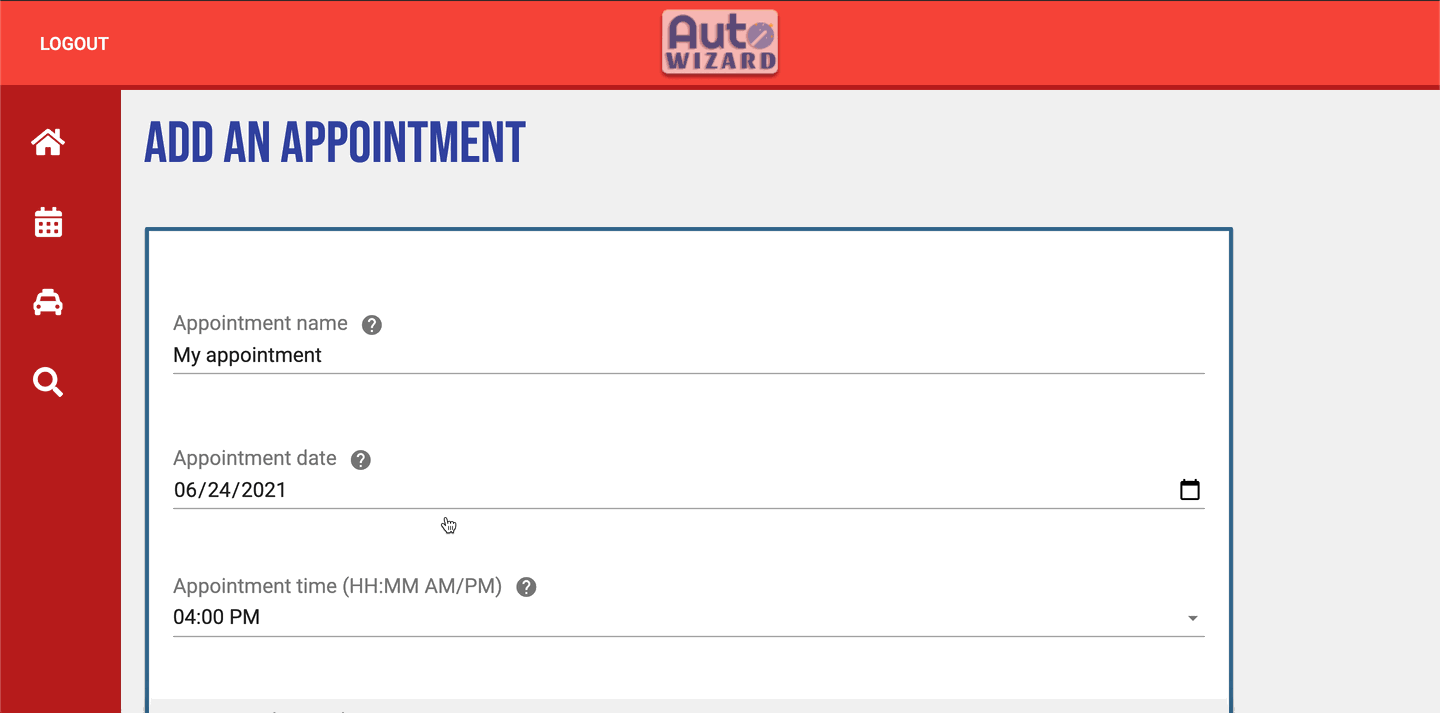 LOGOUT
Auto
WIZARD
ADD AN APPOINTMENT
Appointment name
My appointment
Appointment date
06/24/2021
Appointment time (HH:MM AM/PM)
04:00 PM